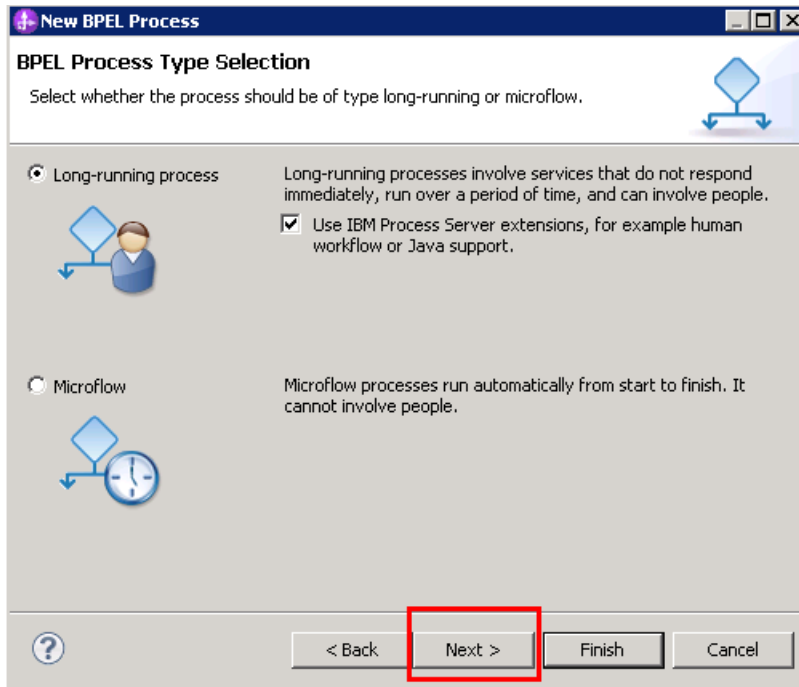 New BPEL Process
BPEL Process Type Selection
Select whether the process should be of type long-running or microflow.
Long-running process
Long-running processes involve services that do not respond
immediately, run over a period of time, and can involve people.
Use IBM Process Server extensions, for example human
workflow or Java support.
Microflow
Microflow processes run automatically from start to finish. It
cannot involve people.
?
< Back
Next >
Finish
Cancel